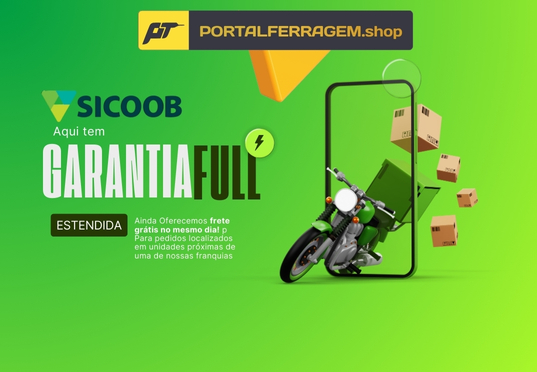 PT PORTALFERRAGEM.shop
SICOOB
Aqui tem
GARANTIAFULL
ESTENDIDA
Ainda Oferecemos frete
grátis no mesmo dia! p
Para pedidos localizados
em unidades próximas de
uma de nossas franquias